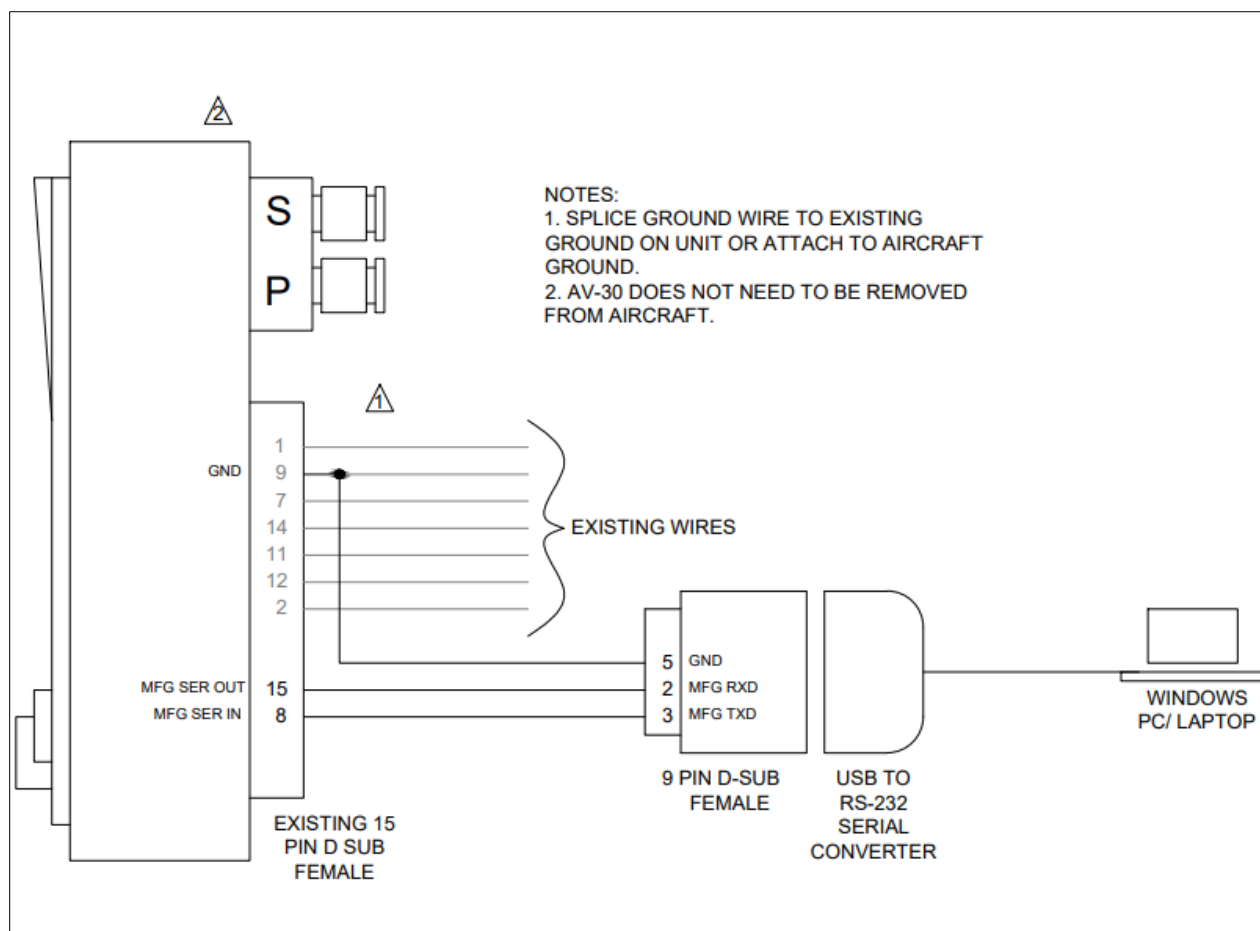 2
S
P
NOTES:
1. SPLICE GROUND WIRE TO EXISTING
GROUND ON UNIT OR ATTACH TO AIRCRAFT
GROUND.
2. AV-30 DOES NOT NEED TO BE REMOVED
FROM AIRCRAFT.
1
1
GND 9
7
14
11
12
2
EXISTING WIRES
5 GND
MFG SER OUT 15
2 MFG RXD
MFG SER IN 8
3 MFG TXD
WINDOWS
PC/ LAPTOP
EXISTING 15
PIN D SUB
FEMALE
9 PIN D-SUB
FEMALE
USB TO
RS-232
SERIAL
CONVERTER